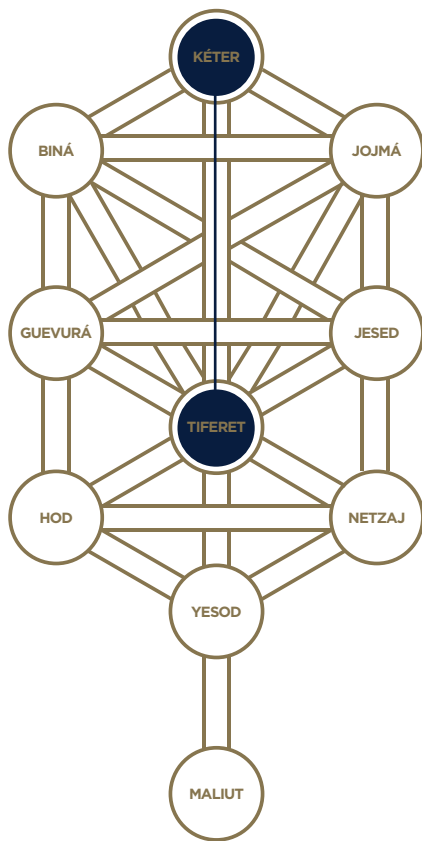 KÉTER
BINÁ
JOJMÁ
GUEVURÁ
JESED
TIFERET
HOD
NETZAJ
YESOD
MALIUT